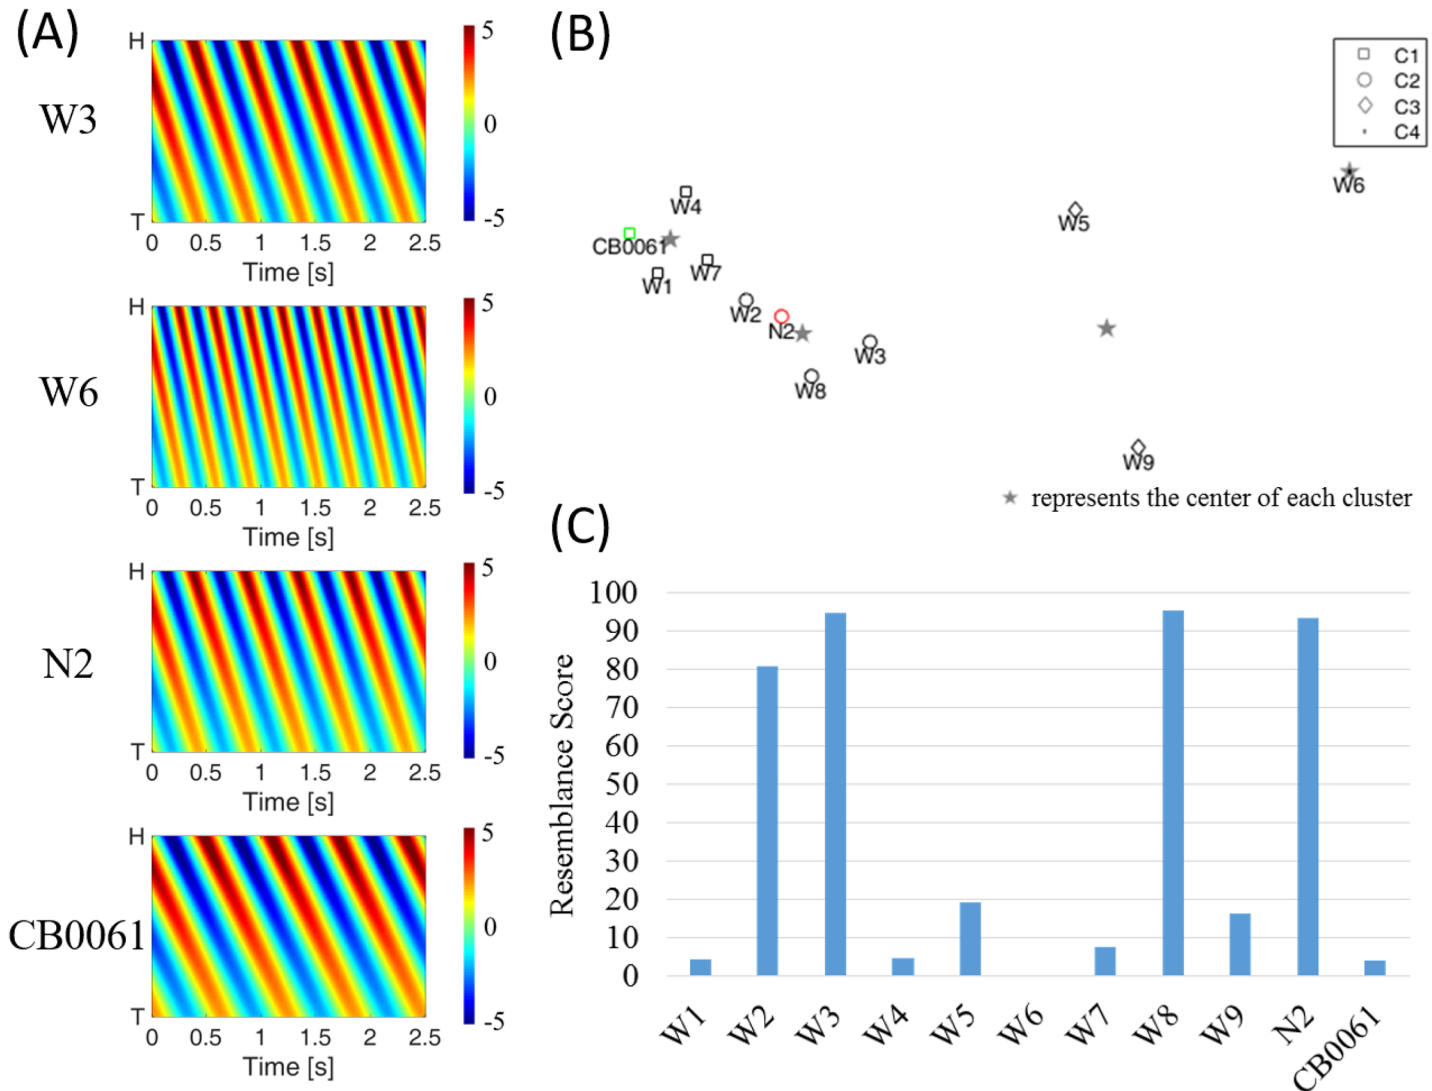 (A)
W3
H
T
5
0
-5
0 0.5 1 1.5 2 2.5
Time [s]
W6
H
T
5
0
-5
0 0.5 1 1.5 2 2.5
Time [s]
N2
H
T
5
0
-5
0 0.5 1 1.5 2 2.5
Time [s]
CB0061
H
T
5
0
-5
0 0.5 1 1.5 2 2.5
Time [s]
(B)
C1
C2
C3
C4
W6
W4
W5
CB0061
W7
W1
W2
N2
W3
W8
W9
represents the center of each cluster
(C)
Resemblance Score
100
90
80
70
60
50
40
30
20
10
0
W1 W2 W3 W4 W5 W6 W7 W8 W9 N2 CB0061